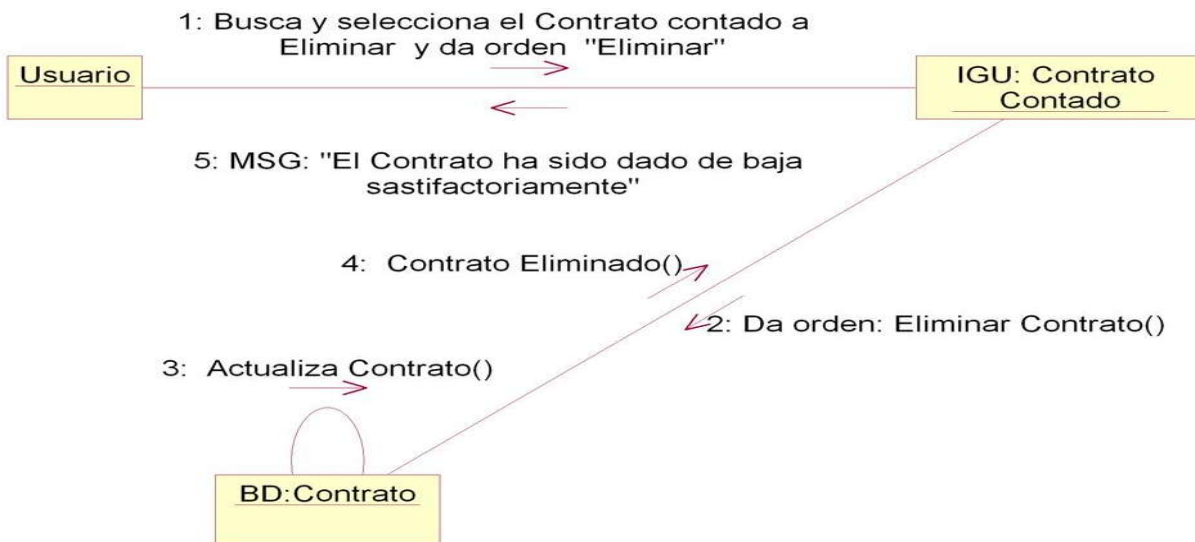 1: Busca y selecciona el Contrato contado a
Eliminar y da orden "Eliminar"
Usuario
IGU: Contrato
Contado
5: MSG: "El Contrato ha sido dado de baja
sastifactoriamente"
4: Contrato Eliminado()
2: Da orden: Eliminar Contrato()
3: Actualiza Contrato()
BD:Contrato